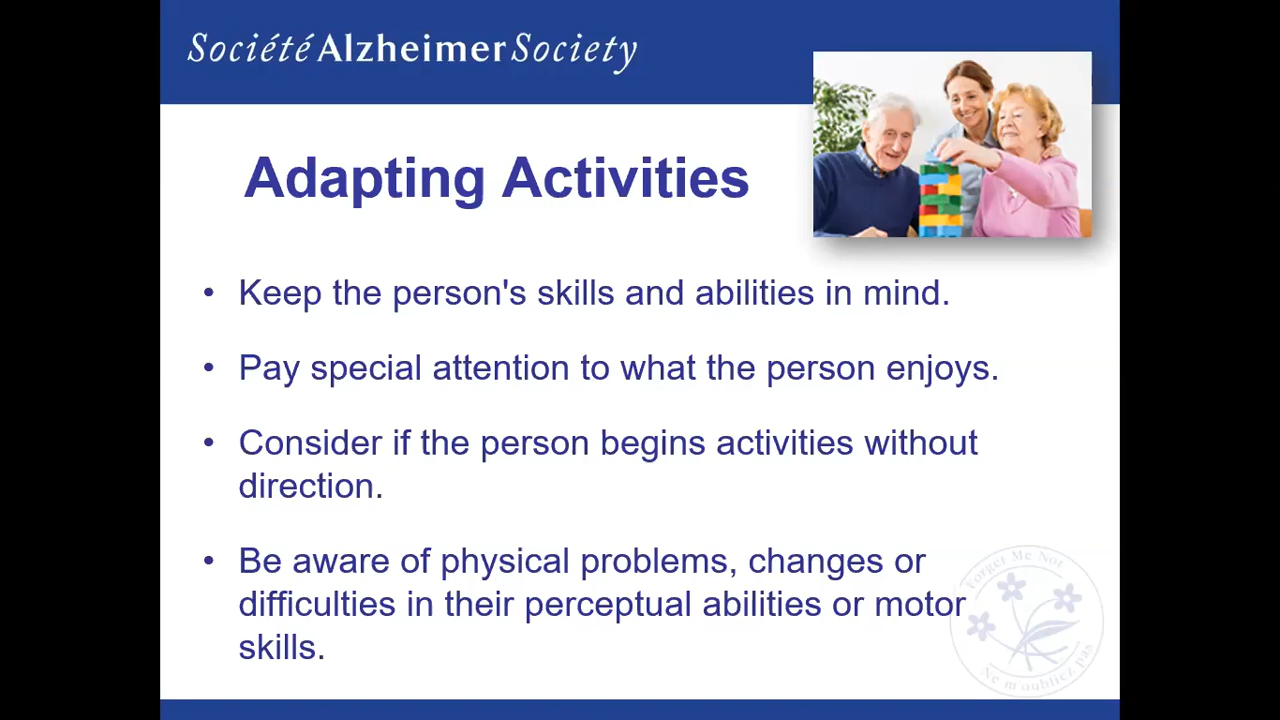 Société Alzheimer Society
Adapting Activities
• Keep the person's skills and abilities in mind.
• Pay special attention to what the person enjoys.
• Consider if the person begins activities without
direction.
• Be aware of physical problems, changes or
difficulties in their perceptual abilities or motor
skills.
Forget Me Not
Ne m'oubliez pas